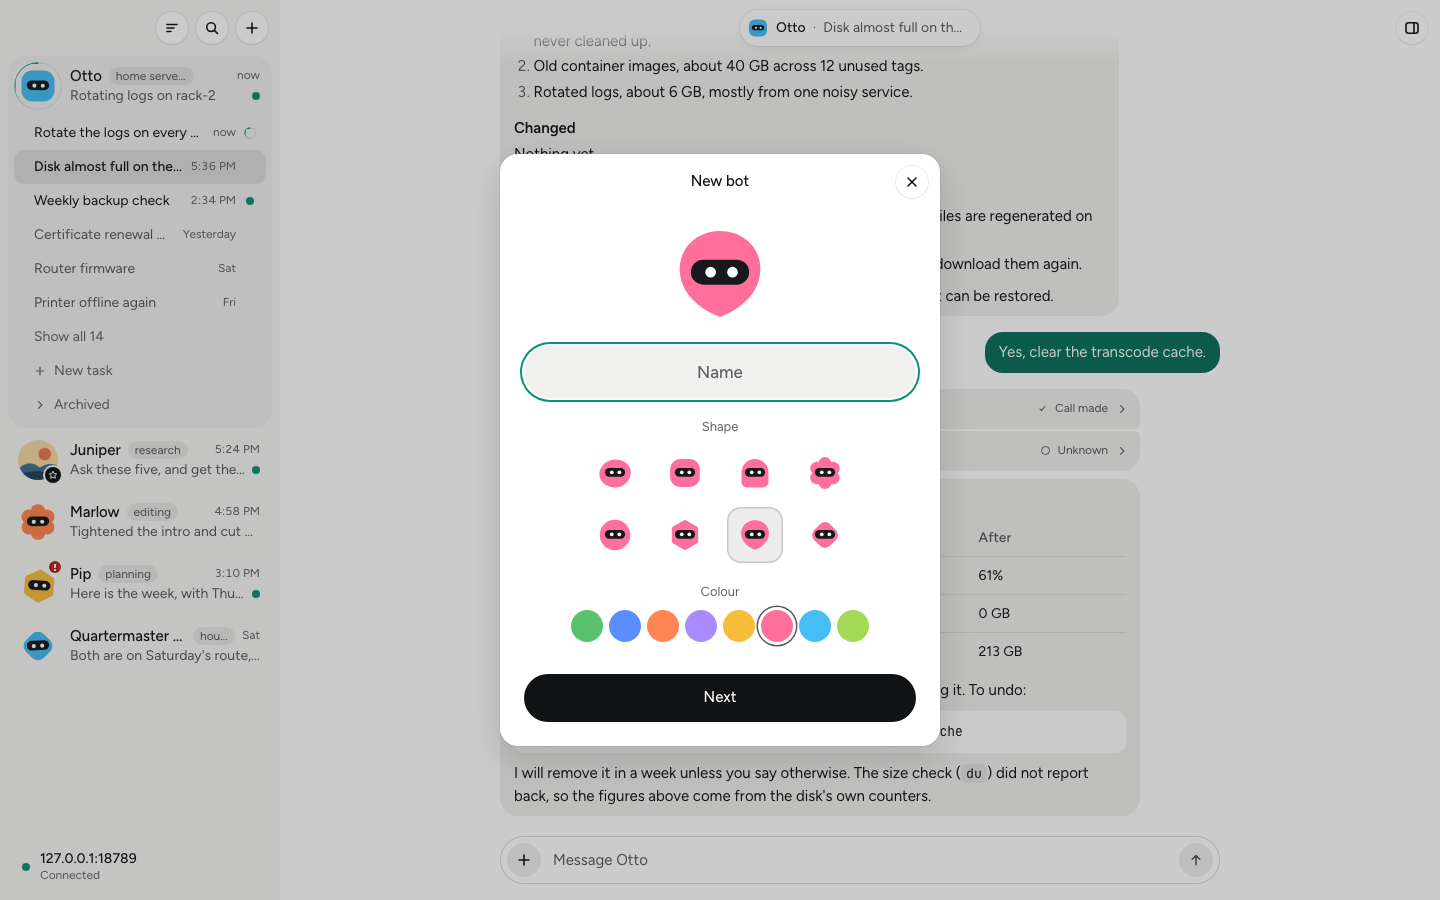 Otto home serve... now
Rotating logs on rack-2
Rotate the logs on every ... now
Disk almost full on the... 5:36 PM
Weekly backup check 2:34 PM
Certificate renewal ... Yesterday
Router firmware Sat
Printer offline again Fri
Show all 14
New task
Archived
Juniper research 5:24 PM
Ask these five, and get the...
Marlow editing 4:58 PM
Tightened the intro and cut ...
Pip planning 3:10 PM
Here is the week, with Thu...
Quartermaster ... hou... Sat
Both are on Saturday's route,...
127.0.0.1:18789
Connected
Otto · Disk almost full on th...
never cleaned up.
2. Old container images, about 40 GB across 12 unused tags.
3. Rotated logs, about 6 GB, mostly from one noisy service.
Changed
Nothing yet
iles are regenerated on
download them again.
t can be restored.
Yes, clear the transcode cache.
Call made
Unknown
After
61%
0 GB
213 GB
g it. To undo:
che
I will remove it in a week unless you say otherwise. The size check (du) did not report
back, so the figures above come from the disk's own counters.
Message Otto
New bot
Name
Shape
Colour
Next